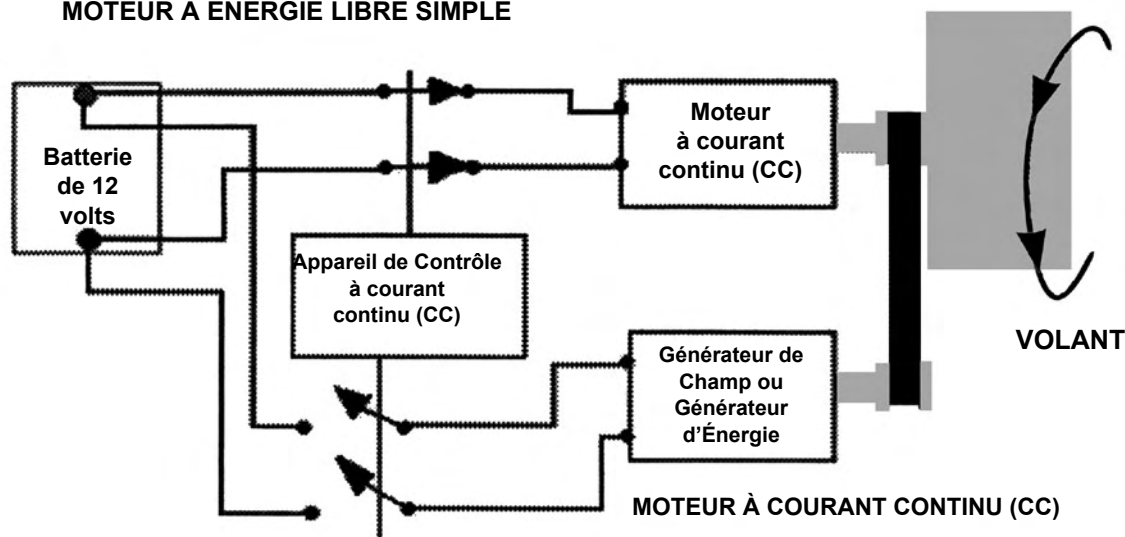 MOTEUR À ÉNERGIE LIBRE SIMPLE
Batterie
de 12
volts
Moteur
à courant
continu (CC)
Appareil de Contrôle
à courant
continu (CC)
VOLANT
Générateur de
Champ ou
Générateur
d’Énergie
MOTEUR À COURANT CONTINU (CC)